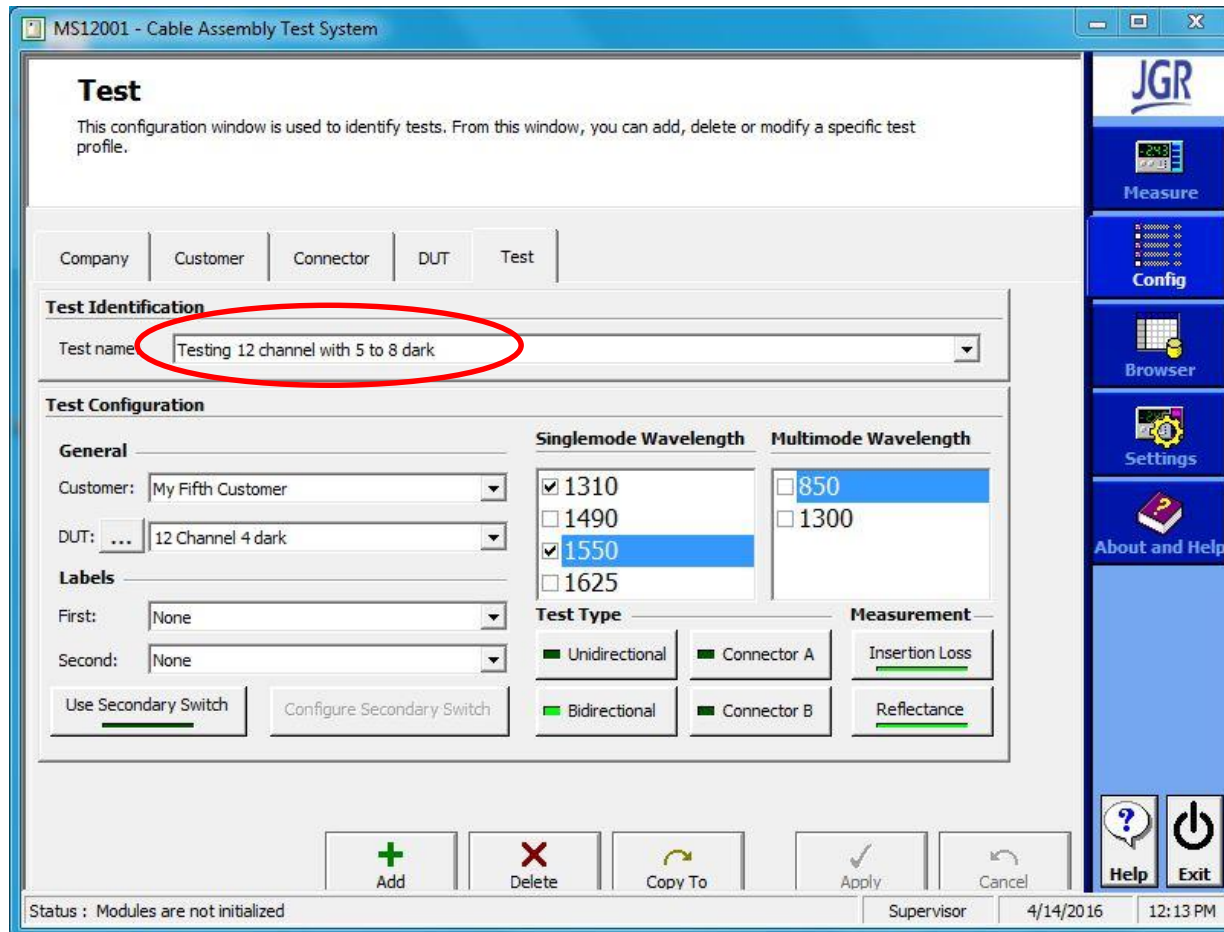 MS12001 - Cable Assembly Test System
JGR
Test
This configuration window is used to identify tests. From this window, you can add, delete or modify a specific test
profile.
Measure
Company Customer Connector DUT Test
Config
Test Identification
Test name Testing 12 channel with 5 to 8 dark
Browser
Test Configuration
General
Singlemode Wavelength Multimode Wavelength
Settings
Customer: My Fifth Customer
1310 850
1490 1300
DUT: ... 12 Channel 4 dark
1550
About and Help
Labels
1625
First: None
Test Type Measurement
Second: None
Unidirectional Connector A Insertion Loss
Use Secondary Switch Configure Secondary Switch
Bidirectional Connector B Reflectance
Add Delete Copy To Apply Cancel
Help Exit
Status : Modules are not initialized Supervisor 4/14/2016 12:13 PM